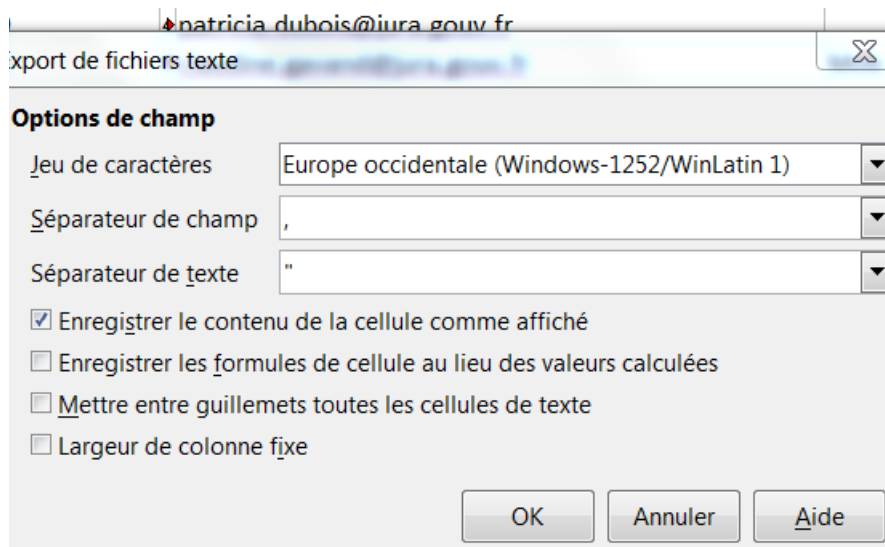 patricia.dubois@jura.gouv.fr
xport de fichiers texte
Options de champ
Jeu de caractères Europe occidentale (Windows-1252/WinLatin 1)
Séparateur de champ ,
Séparateur de texte "
Enregistrer le contenu de la cellule comme affiché
Enregistrer les formules de cellule au lieu des valeurs calculées
Mettre entre guillemets toutes les cellules de texte
Largeur de colonne fixe
OK Annuler Aide